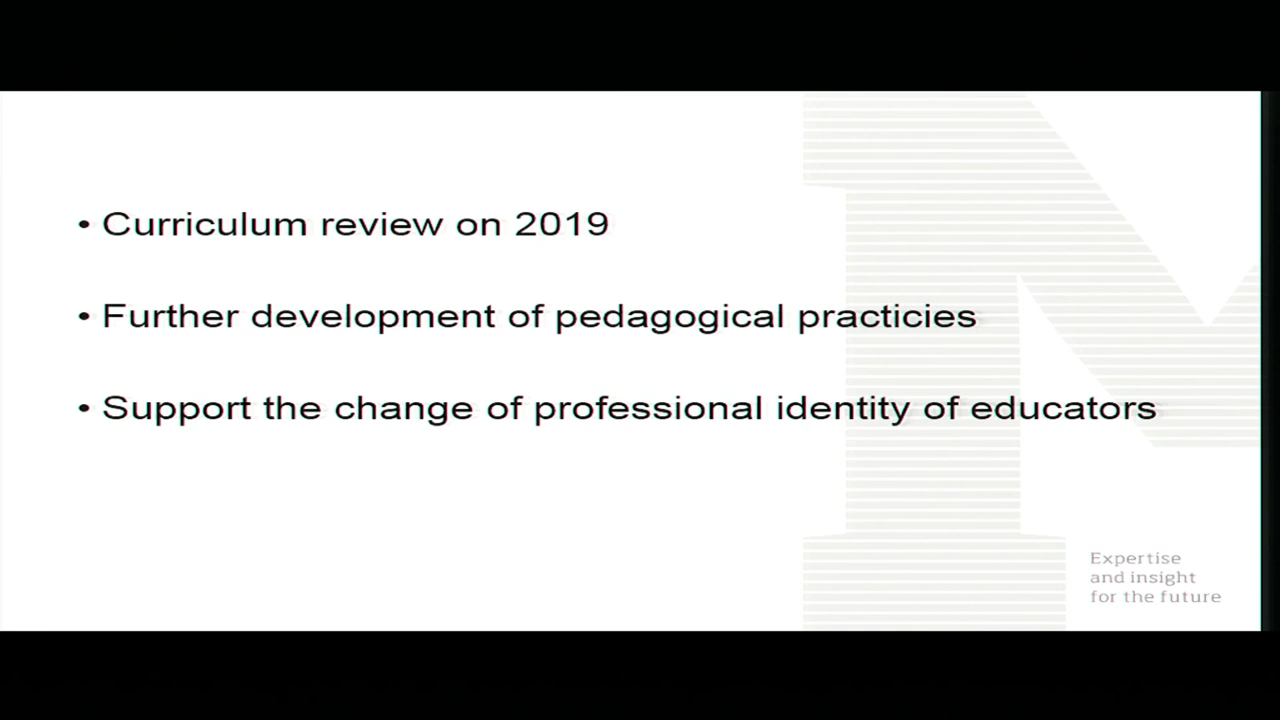 • Curriculum review on 2019
• Further development of pedagogical practicies
• Support the change of professional identity of educators
Expertise
and insight
for the future